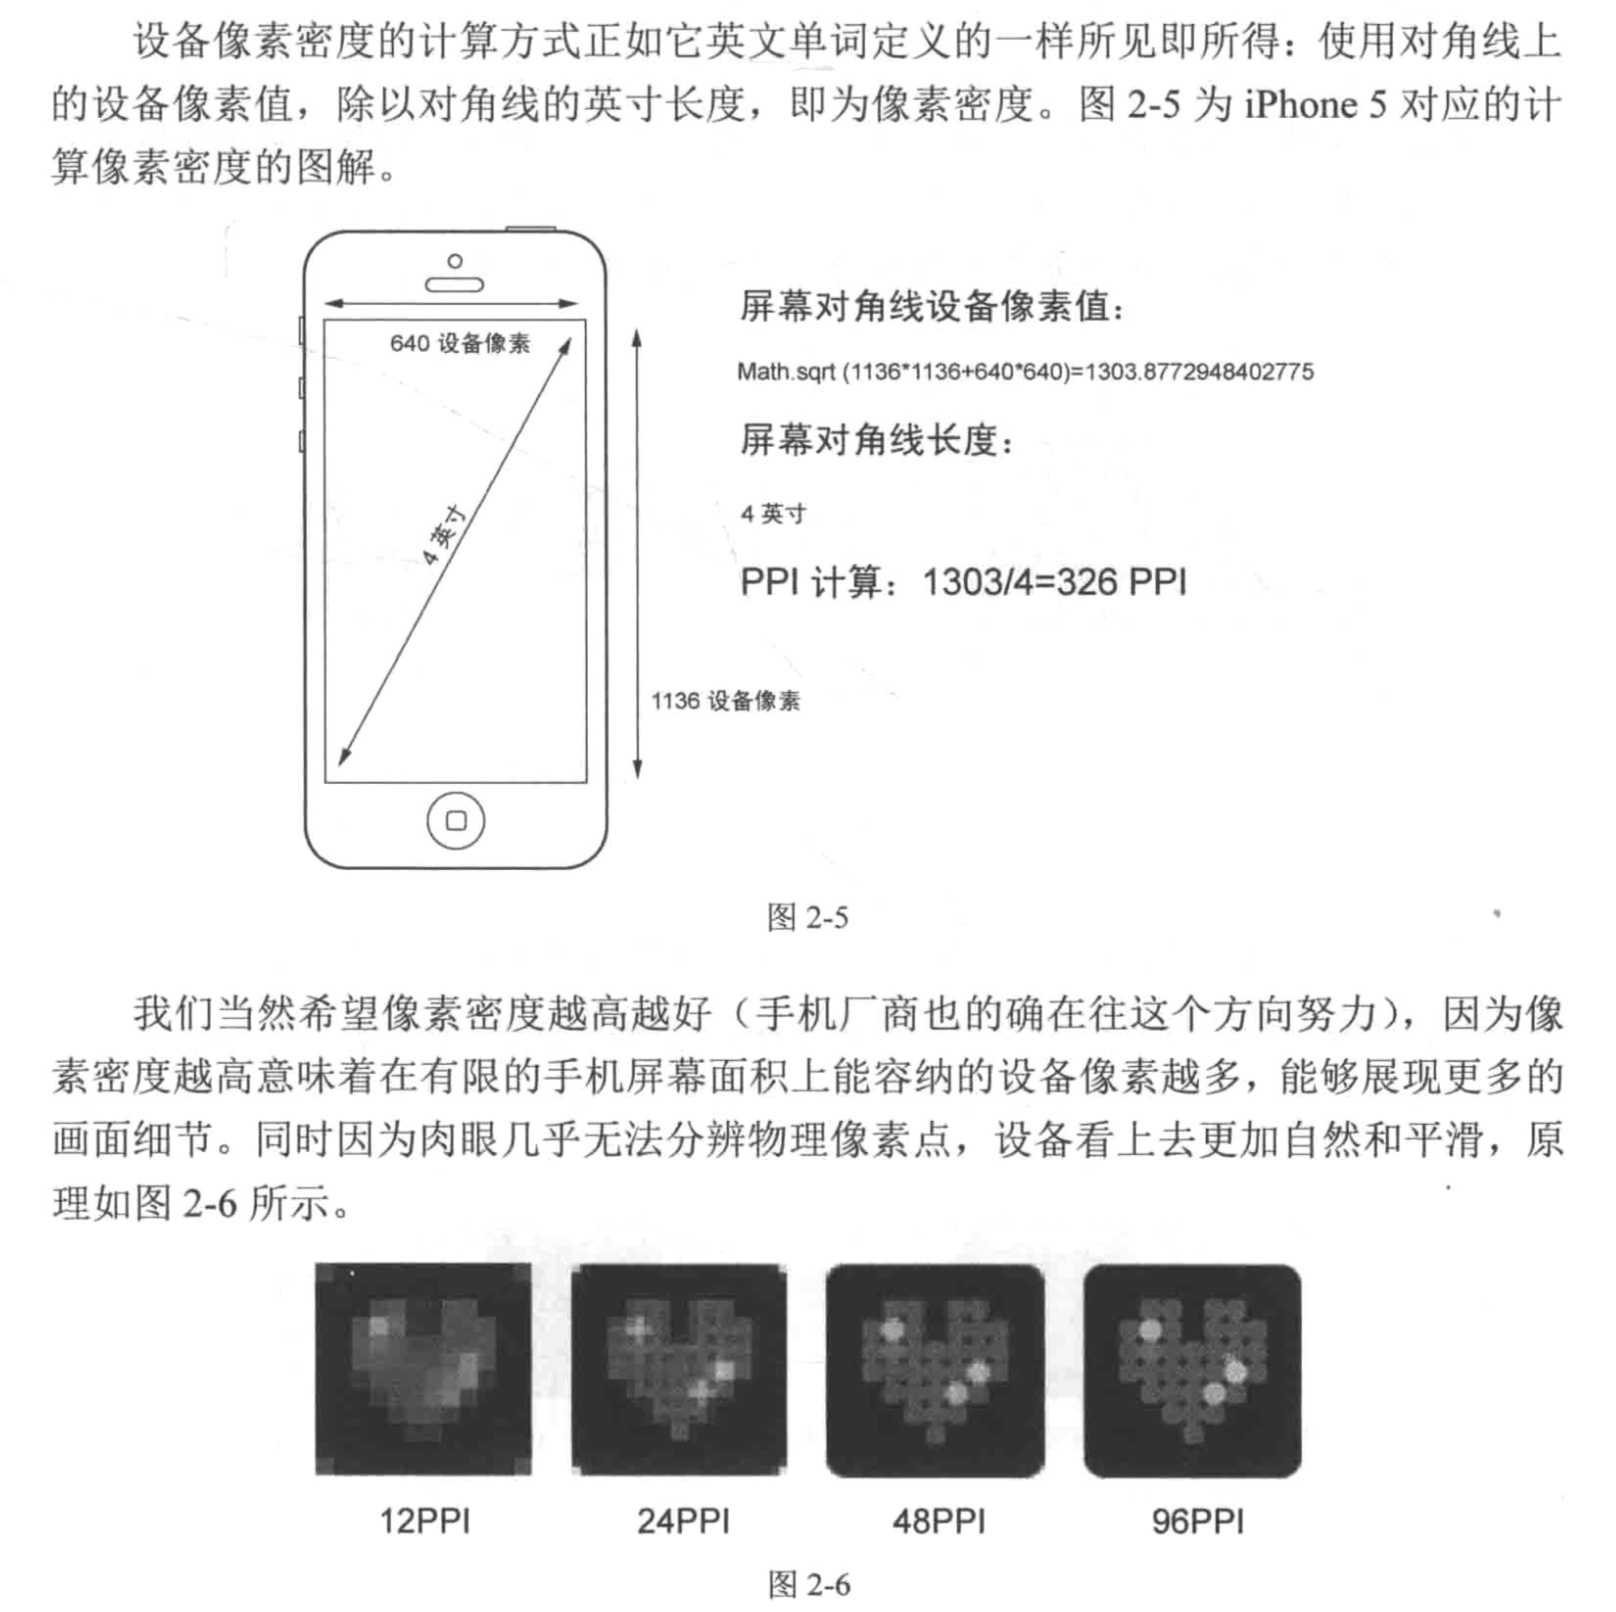 设备像素密度的计算方式正如它英文单词定义的一样所见即所得：使用对角线上
的设备像素值，除以对角线的英寸长度，即为像素密度。图 2-5 为 iPhone 5 对应的计
算像素密度的图解。
640 设备像素
4 英寸
1136 设备像素
屏幕对角线设备像素值：
Math.sqrt (1136*1136+640*640)=1303.8772948402775
屏幕对角线长度：
4 英寸
PPI 计算：1303/4=326 PPI
图 2-5
我们当然希望像素密度越高越好（手机厂商也的确在往这个方向努力），因为像
素密度越高意味着在有限的手机屏幕面积上能容纳的设备像素越多，能够展现更多的
画面细节。同时因为肉眼几乎无法分辨物理像素点，设备看上去更加自然和平滑，原
理如图 2-6 所示。
12PPI
24PPI
48PPI
96PPI
图 2-6